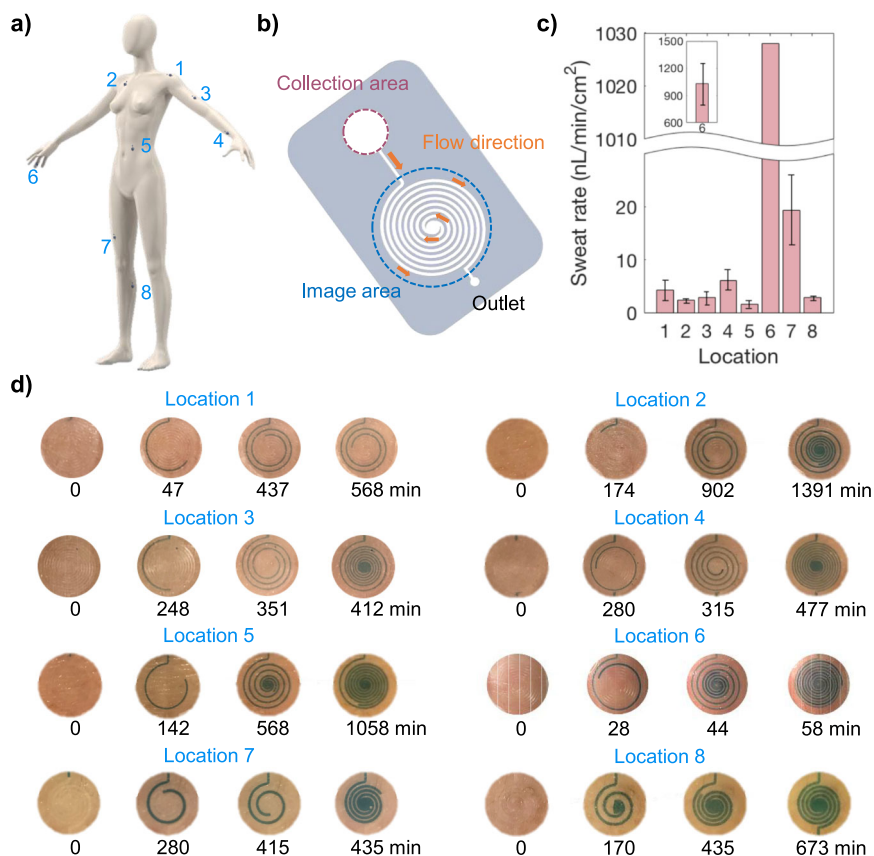 a)
1
2
3
4
5
6
7
8
b)
Collection area
Flow direction
Image area
Outlet
c)
Sweat rate (nL/min/cm²)
1030
1020
1010
20
10
0
1500
1200
900
600
6
1 2 3 4 5 6 7 8
Location
d)
Location 1
0 47 437 568 min
Location 2
0 174 902 1391 min
Location 3
0 248 351 412 min
Location 4
0 280 315 477 min
Location 5
0 142 568 1058 min
Location 6
0 28 44 58 min
Location 7
0 280 415 435 min
Location 8
0 170 435 673 min